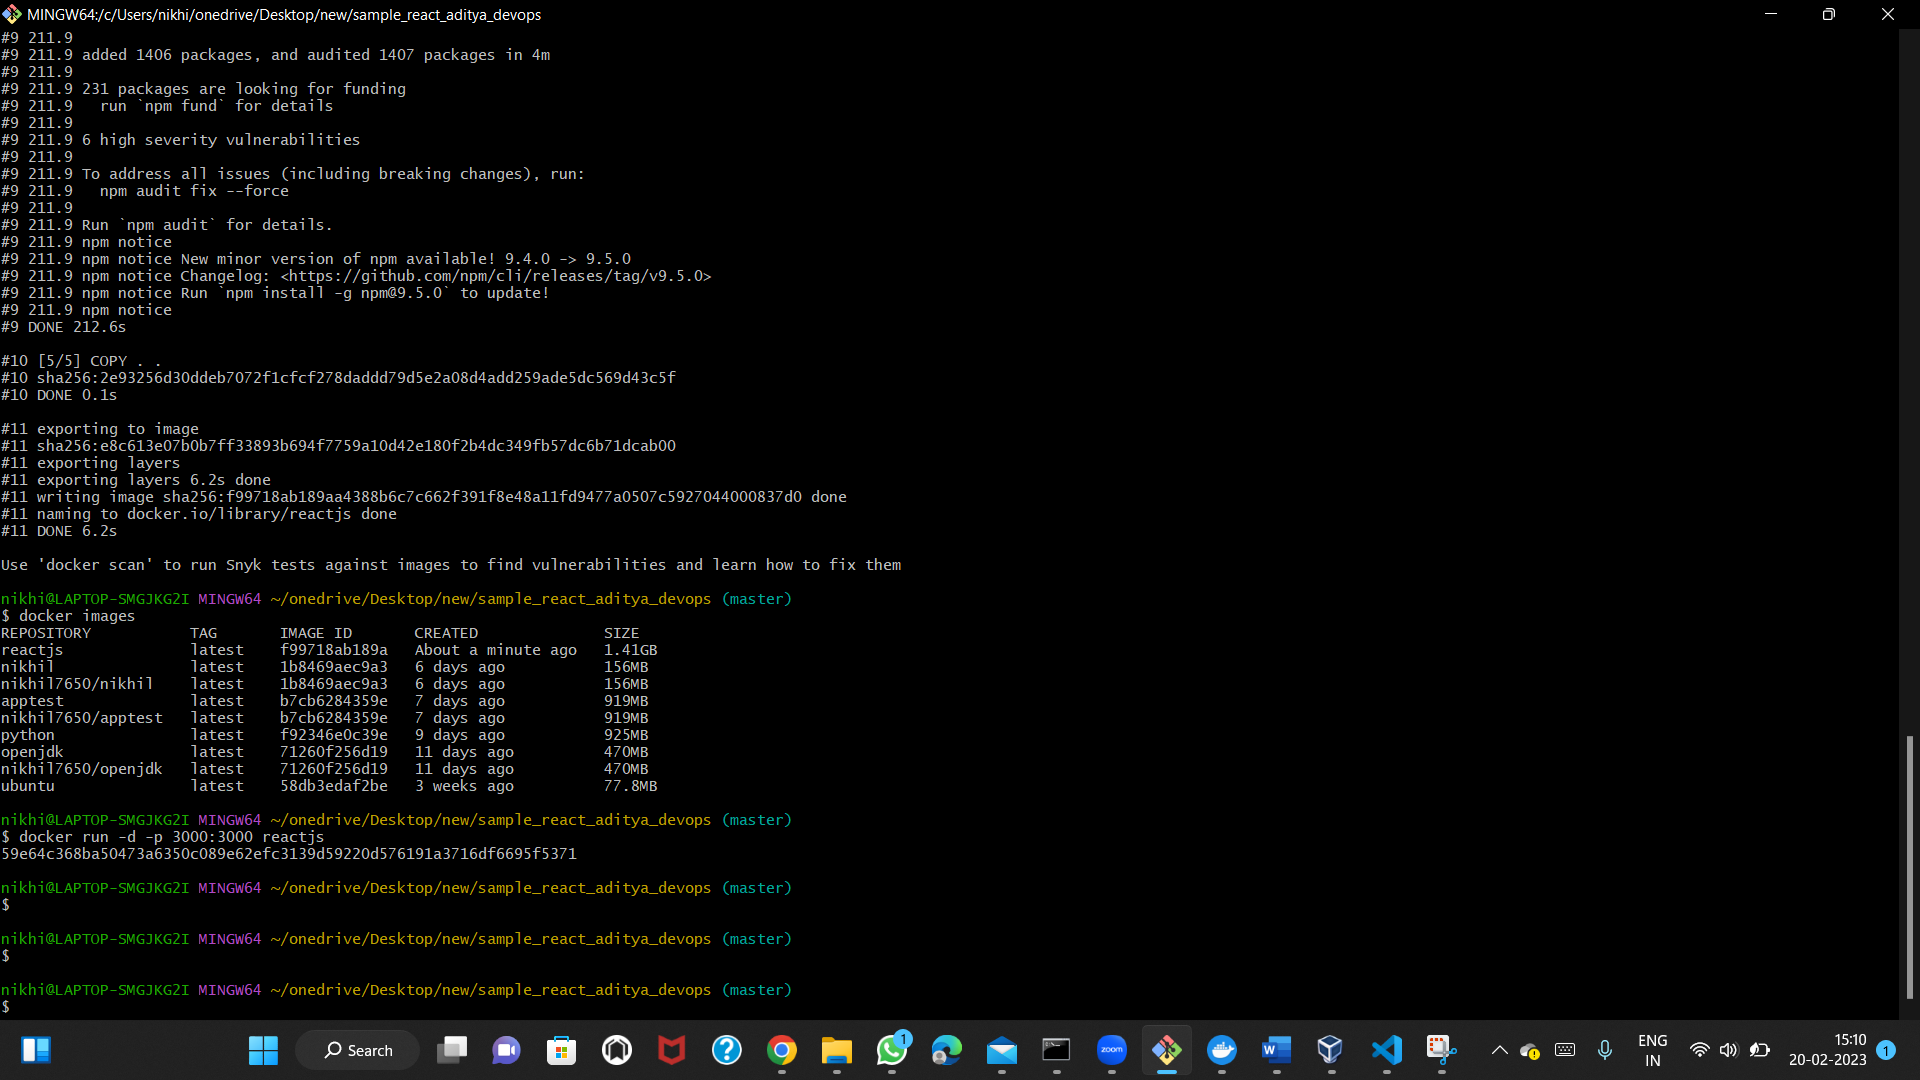 MINGW64:/c/Users/nikhi/onedrive/Desktop/new/sample_react_aditya_devops
#9 211.9
#9 211.9 added 1406 packages, and audited 1407 packages in 4m
#9 211.9
#9 211.9 231 packages are looking for funding
#9 211.9   run `npm fund` for details
#9 211.9
#9 211.9 6 high severity vulnerabilities
#9 211.9
#9 211.9 To address all issues (including breaking changes), run:
#9 211.9   npm audit fix --force
#9 211.9
#9 211.9 Run `npm audit` for details.
#9 211.9 npm notice
#9 211.9 npm notice New minor version of npm available! 9.4.0 -> 9.5.0
#9 211.9 npm notice Changelog: <https://github.com/npm/cli/releases/tag/v9.5.0>
#9 211.9 npm notice Run `npm install -g npm@9.5.0` to update!
#9 211.9 npm notice
#9 DONE 212.6s
#10 [5/5] COPY . .
#10 sha256:2e93256d30ddeb7072f1cfcf278daddd79d5e2a08d4add259ade5dc569d43c5f
#10 DONE 0.1s
#11 exporting to image
#11 sha256:e8c613e07b0b7ff33893b694f7759a10d42e180f2b4dc349fb57dc6b71dcab00
#11 exporting layers
#11 exporting layers 6.2s done
#11 writing image sha256:f99718ab189aa4388b6c7c662f391f8e48a11fd9477a0507c5927044000837d0 done
#11 naming to docker.io/library/reactjs done
#11 DONE 6.2s
Use 'docker scan' to run Snyk tests against images to find vulnerabilities and learn how to fix them
nikhi@LAPTOP-SMGJKG2I MINGW64 ~/onedrive/Desktop/new/sample_react_aditya_devops (master)
$ docker images
REPOSITORY           TAG       IMAGE ID       CREATED              SIZE
reactjs              latest    f99718ab189a   About a minute ago   1.41GB
nikhil               latest    1b8469aec9a3   6 days ago           156MB
nikhil7650/nikhil    latest    1b8469aec9a3   6 days ago           156MB
apptest              latest    b7cb6284359e   7 days ago           919MB
nikhil7650/apptest   latest    b7cb6284359e   7 days ago           919MB
python               latest    f92346e0c39e   9 days ago           925MB
openjdk              latest    71260f256d19   11 days ago          470MB
nikhil7650/openjdk   latest    71260f256d19   11 days ago          470MB
ubuntu               latest    58db3edaf2be   3 weeks ago          77.8MB
nikhi@LAPTOP-SMGJKG2I MINGW64 ~/onedrive/Desktop/new/sample_react_aditya_devops (master)
$ docker run -d -p 3000:3000 reactjs
59e64c368ba50473a6350c089e62efc3139d59220d576191a3716df6695f5371
nikhi@LAPTOP-SMGJKG2I MINGW64 ~/onedrive/Desktop/new/sample_react_aditya_devops (master)
$
nikhi@LAPTOP-SMGJKG2I MINGW64 ~/onedrive/Desktop/new/sample_react_aditya_devops (master)
$
nikhi@LAPTOP-SMGJKG2I MINGW64 ~/onedrive/Desktop/new/sample_react_aditya_devops (master)
$
Search
1
zoom
W
ENG
IN
15:10
20-02-2023
1